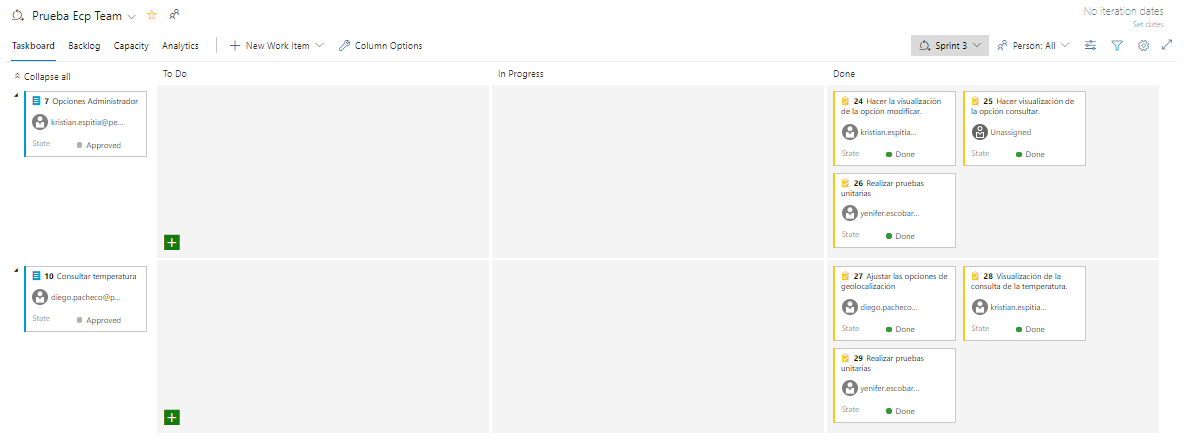 Prueba Ecp Team
No iteration dates
Set dates
Taskboard Backlog Capacity Analytics New Work Item Column Options Sprint 3 Person: All
Collapse all To Do In Progress Done
7 Opciones Administrador
kristian.espitia@pe...
State Approved
24 Hacer la visualización
de la opción modificar.
kristian.espitia...
State Done
25 Hacer visualización de
la opción consultar.
Unassigned
State Done
26 Realizar pruebas
unitarias
yenifer.escobar...
State Done
10 Consultar temperatura
diego.pacheco@p...
State Approved
27 Ajustar las opciones de
geolocalización
diego.pacheco...
State Done
28 Visualización de la
consulta de la temperatura.
kristian.espitia...
State Done
29 Realizar pruebas
unitarias
yenifer.escobar...
State Done